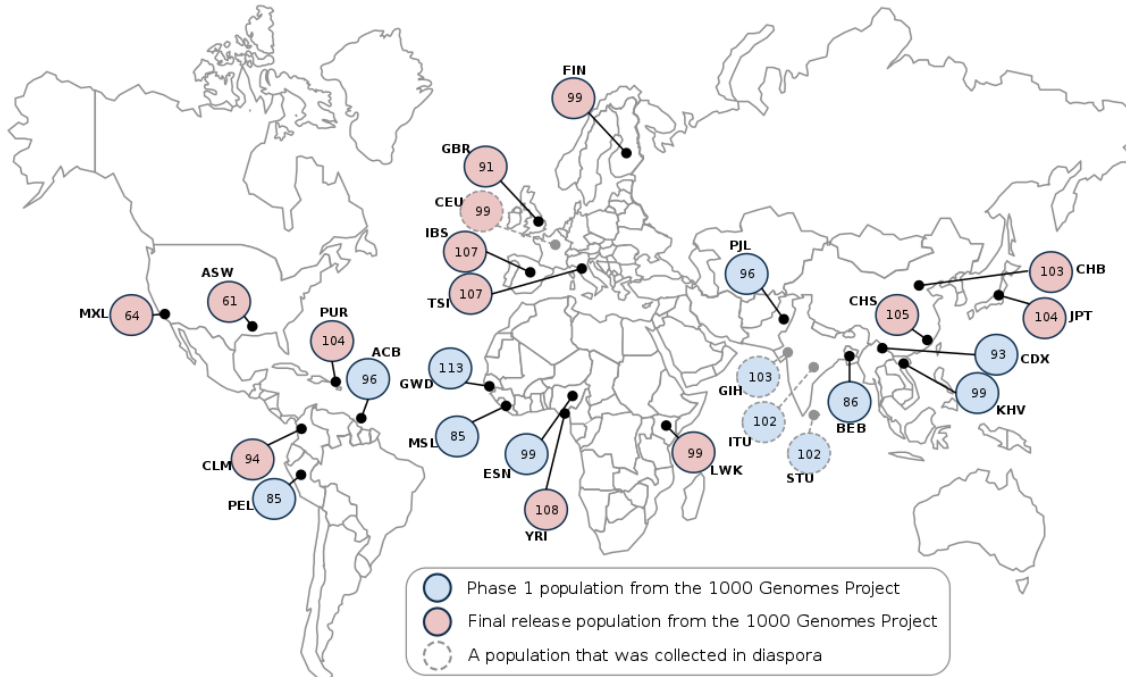 FIN
99
GBR
91
CEU
99
IBS
107
TSI
107
PJL
96
CHB
103
CHS
105
JPT
104
CDX
93
KHV
99
ASW
61
MXL
64
PUR
104
ACB
96
GWD
113
MSL
85
ESN
99
YRI
108
LWK
99
GIH
103
ITU
102
STU
102
BEB
86
CLM
94
PEL
85
Phase 1 population from the 1000 Genomes Project
Final release population from the 1000 Genomes Project
A population that was collected in diaspora